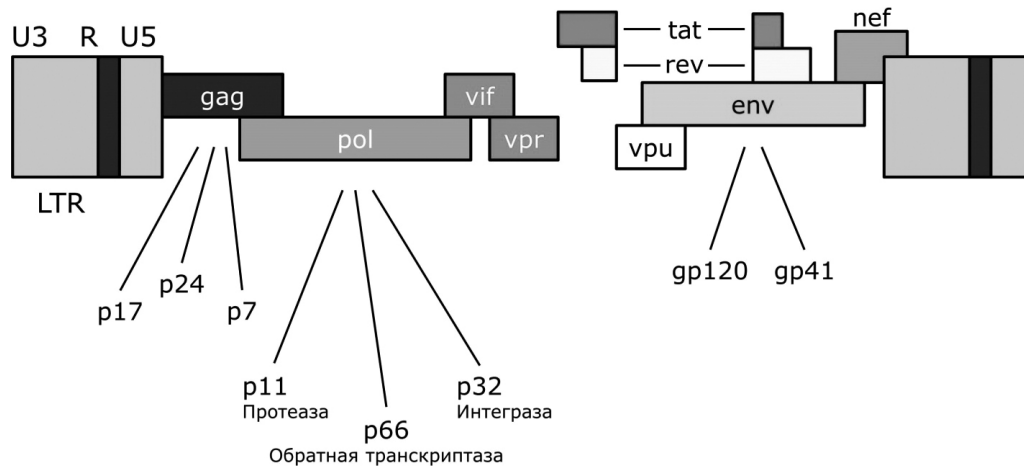 U3 R U5
nef
tat
rev
gag
vif
env
pol
vpr
vpu
LTR
p24
gp120 gp41
p17
p7
p11
Протеаза
p32
Интеграза
p66
Обратная транскриптаза